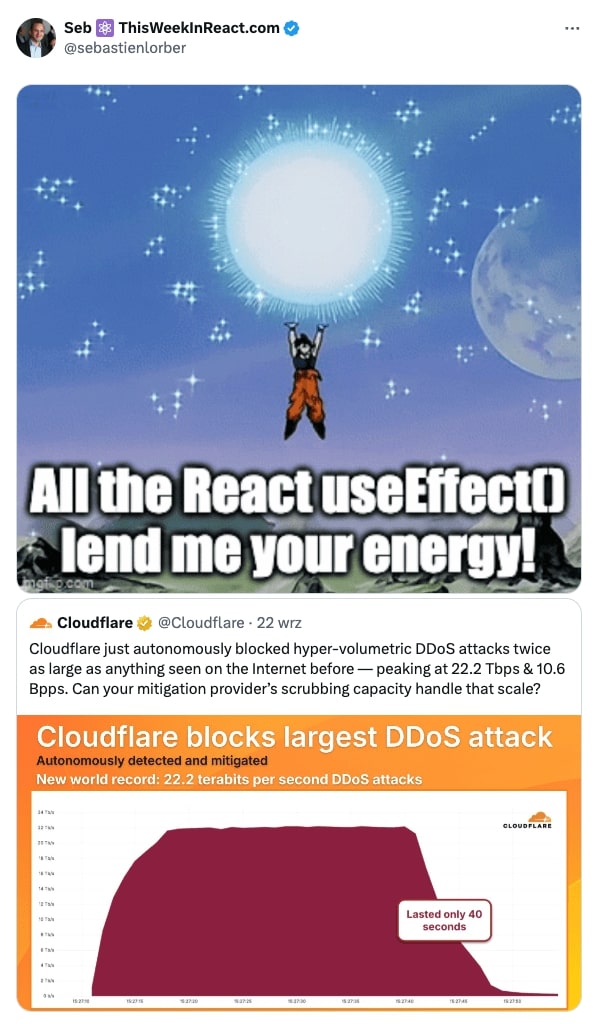 Seb ⚛️ ThisWeekInReact.com
@sebastienlorber
All the React useEffect()
lend me your energy!
imgflip.com
Cloudflare @Cloudflare · 22 wrz
Cloudflare just autonomously blocked hyper-volumetric DDoS attacks twice
as large as anything seen on the Internet before — peaking at 22.2 Tbps & 10.6
Bpps. Can your mitigation provider’s scrubbing capacity handle that scale?
Cloudflare blocks largest DDoS attack
Autonomously detected and mitigated
New world record: 22.2 terabits per second DDoS attacks
CLOUDFLARE
24 Tb/s
22 Tb/s
20 Tb/s
18 Tb/s
16 Tb/s
14 Tb/s
12 Tb/s
10 Tb/s
8 Tb/s
6 Tb/s
4 Tb/s
2 Tb/s
0 b/s
Lasted only 40
seconds
15:27:10 15:27:15 15:27:20 15:27:25 15:27:30 15:27:35 15:27:40 15:27:45 15:27:50